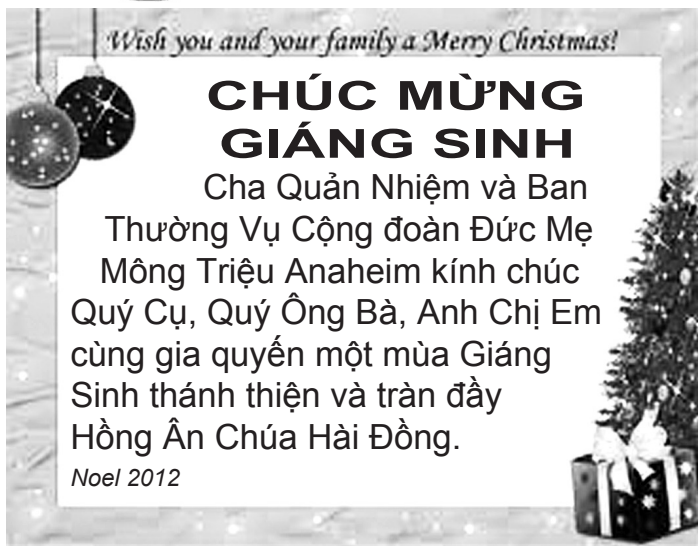 Wish you and your family a Merry Christmas!
CHÚC MỪNG
GIÁNG SINH
Cha Quản Nhiệm và Ban
Thường Vụ Cộng đoàn Đức Mẹ
Mông Triệu Anaheim kính chúc
Quý Cụ, Quý Ông Bà, Anh Chị Em
cùng gia quyến một mùa Giáng
Sinh thánh thiện và tràn đầy
Hồng Ân Chúa Hài Đồng.
Noel 2012